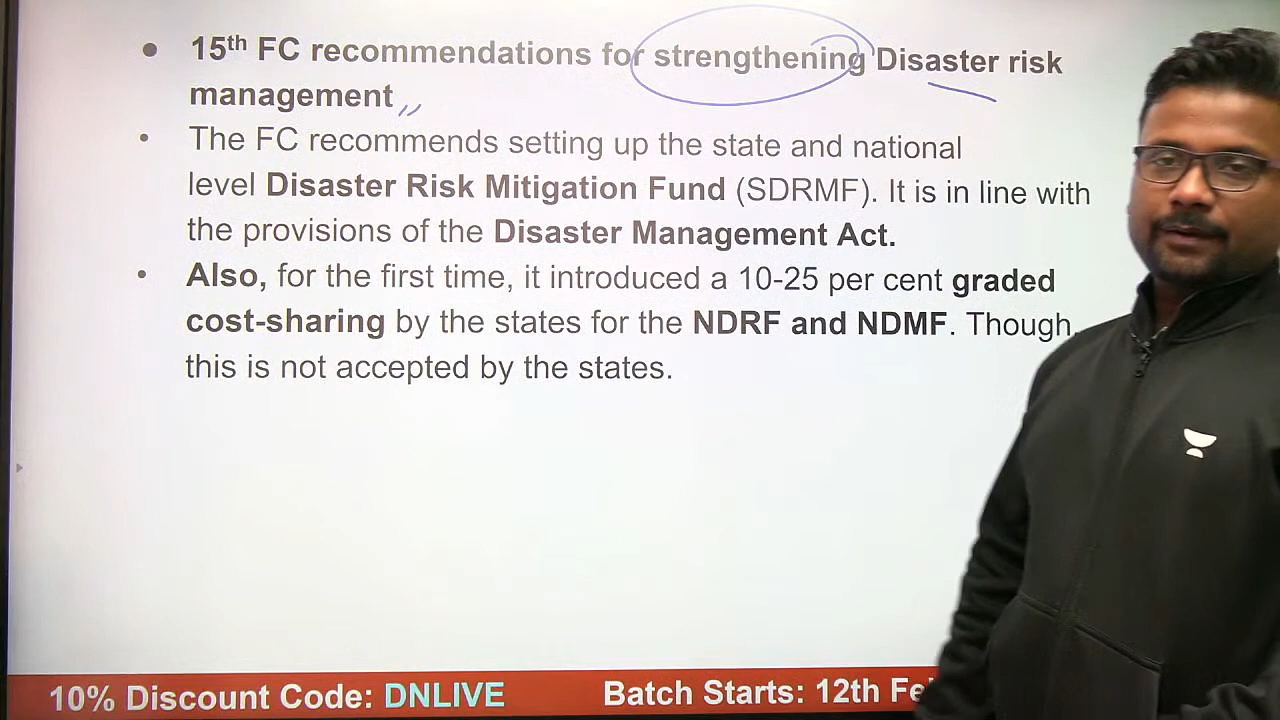 ● 15th FC recommendations for strengthening Disaster risk
management
• The FC recommends setting up the state and national
level Disaster Risk Mitigation Fund (SDRMF). It is in line with
the provisions of the Disaster Management Act.
• Also, for the first time, it introduced a 10-25 per cent graded
cost-sharing by the states for the NDRF and NDMF. Though,
this is not accepted by the states.
10% Discount Code: DNLIVE Batch Starts: 12th